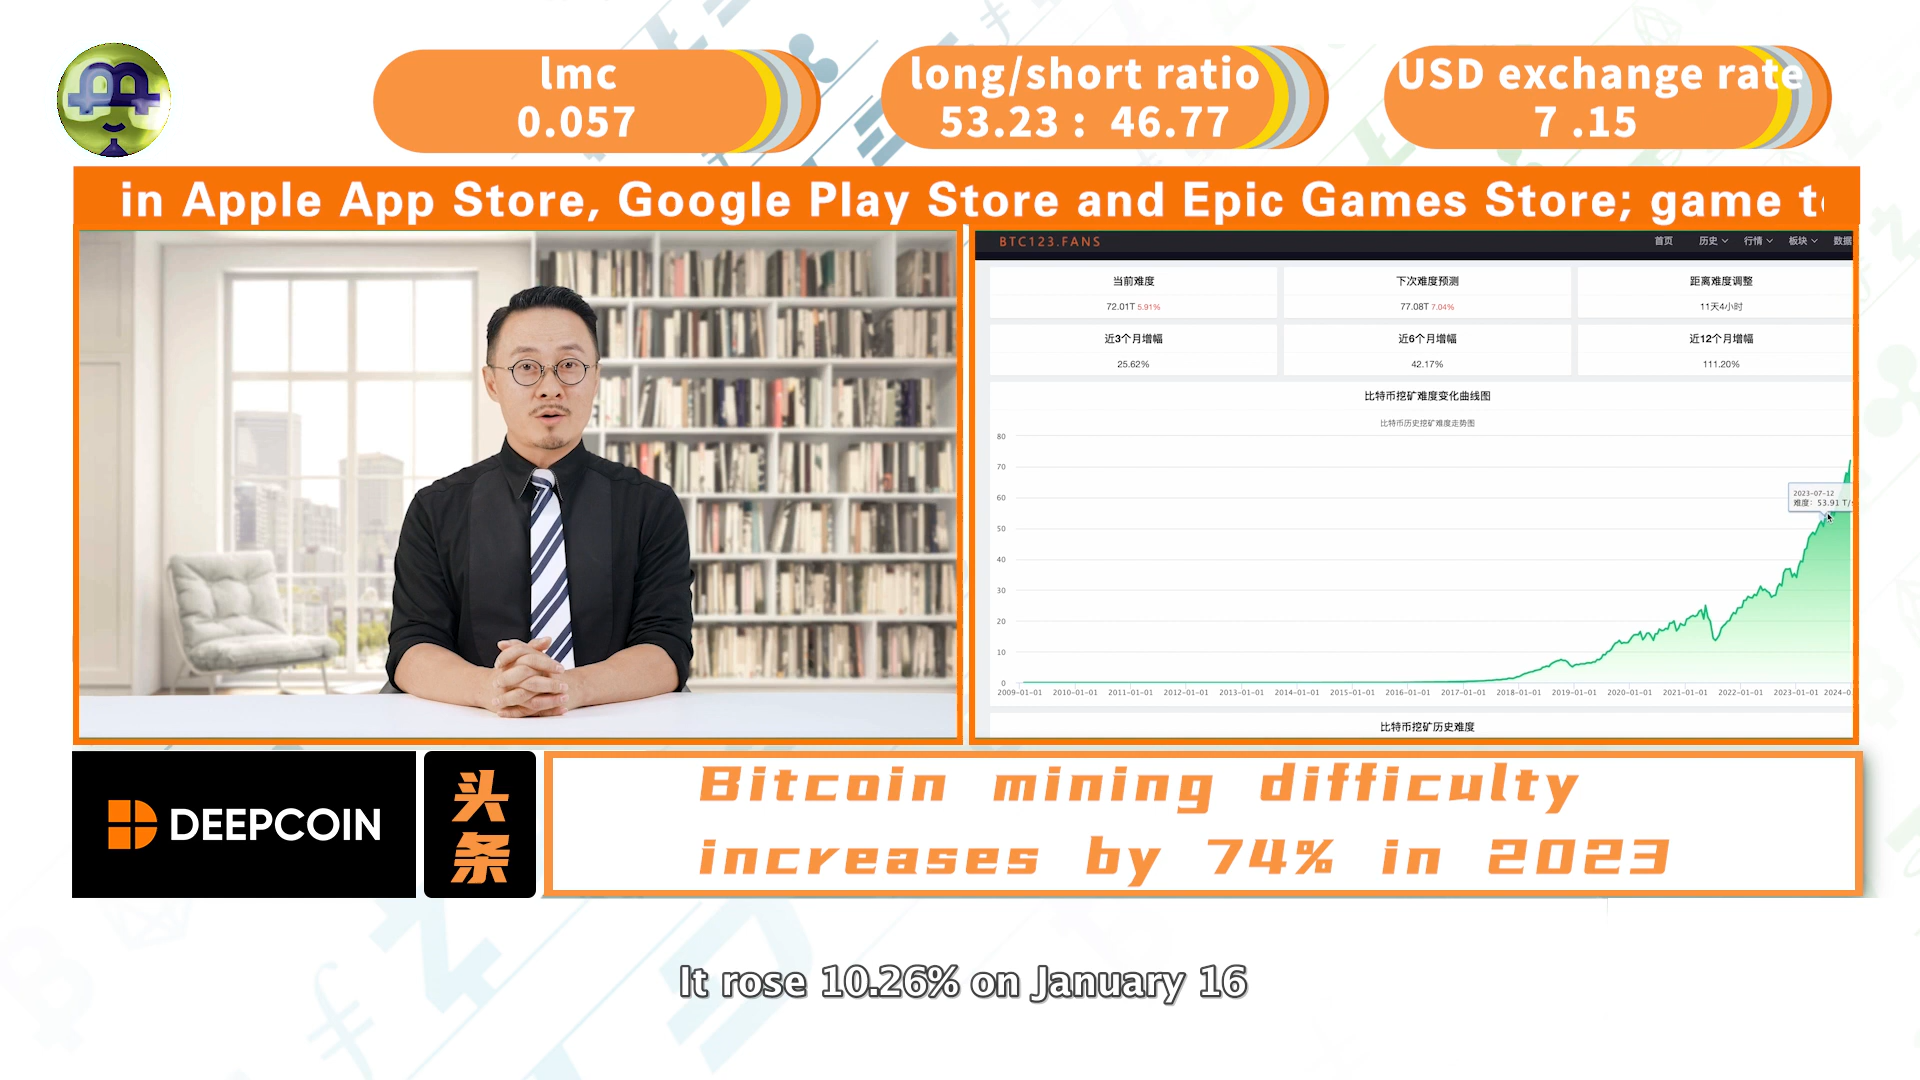 lmc
0.057
long/short ratio
53.23 : 46.77
USD exchange rate
7.15
in Apple App Store, Google Play Store and Epic Games Store; game
BTC123.FANS
首页 历史 行情 板块 数据
当前难度
72.01T 5.91%
下次难度预测
77.08T 7.04%
距离难度调整
11天4小时
近3个月增幅
25.62%
近6个月增幅
42.17%
近12个月增幅
111.20%
比特币挖矿难度变化曲线图
比特币历史挖矿难度走势图
80
70
60
50
40
30
20
10
0
2023-07-12
难度: 53.91 T/
2009-01-01 2010-01-01 2011-01-01 2012-01-01 2013-01-01 2014-01-01 2015-01-01 2016-01-01 2017-01-01 2018-01-01 2019-01-01 2020-01-01 2021-01-01 2022-01-01 2023-01-01 2024-0
比特币挖矿历史难度
DEEPCOIN
头条
Bitcoin mining difficulty
increases by 74% in 2023
It rose 10.26% on January 16